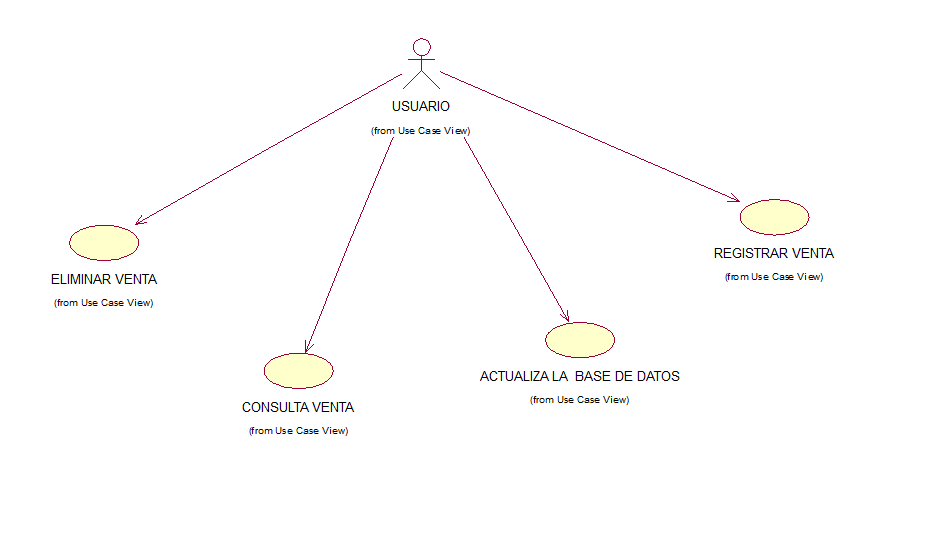 USUARIO
(from Use Case View)
REGISTRAR VENTA
(from Use Case View)
ELIMINAR VENTA
(from Use Case View)
ACTUALIZA LA  BASE DE DATOS
(from Use Case View)
CONSULTA VENTA
(from Use Case View)